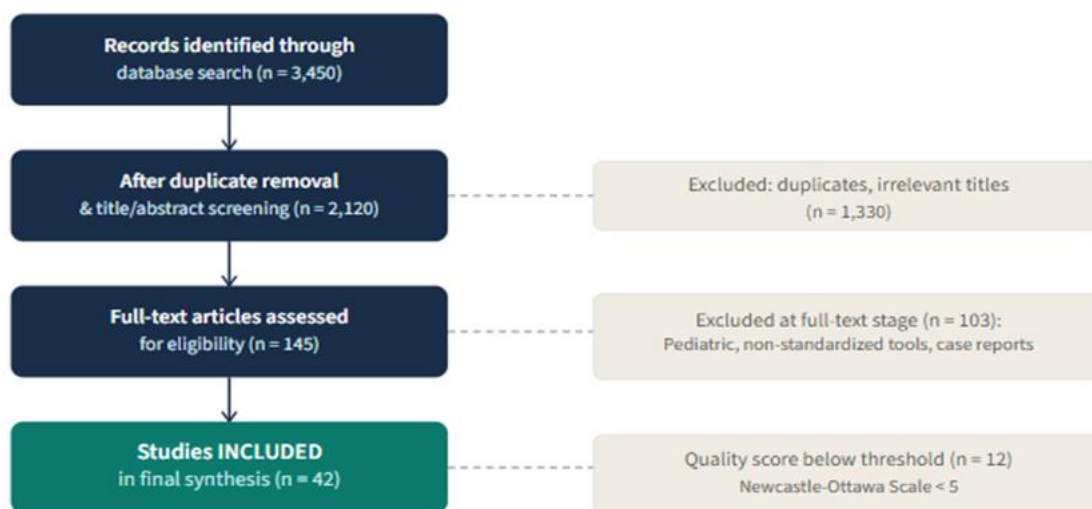 Records identified through
database search (n = 3,450)
After duplicate removal
& title/abstract screening (n = 2,120)
Excluded: duplicates, irrelevant titles
(n = 1,330)
Full-text articles assessed
for eligibility (n = 145)
Excluded at full-text stage (n = 103):
Pediatric, non-standardized tools, case reports
Studies INCLUDED
in final synthesis (n = 42)
Quality score below threshold (n = 12)
Newcastle-Ottawa Scale < 5